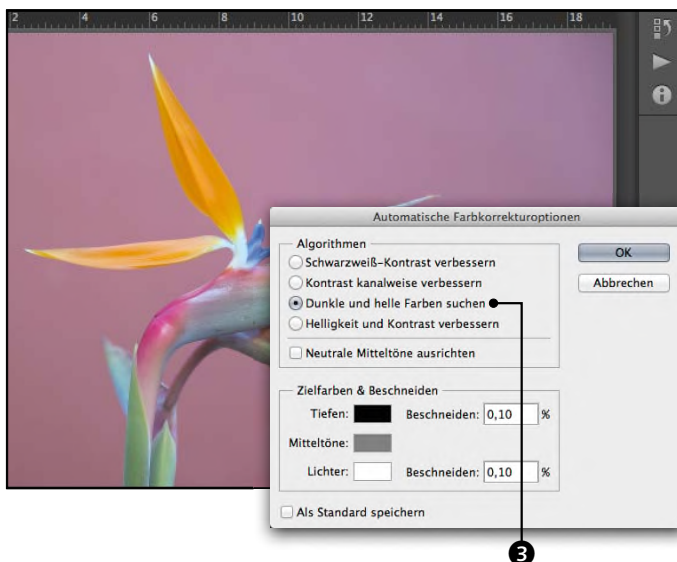 2 4 6 8 10 12 14 16 18
Automatische Farbkorrekturoptionen
Algorithmen
Schwarzweiß-Kontrast verbessern
OK
Kontrast kanalweise verbessern
Abbrechen
Dunkle und helle Farben suchen
Helligkeit und Kontrast verbessern
Neutrale Mitteltöne ausrichten
Zielfarben & Beschneiden
Tiefen: Beschneiden: 0,10 %
Mitteltöne:
Lichter: Beschneiden: 0,10 %
Als Standard speichern
3